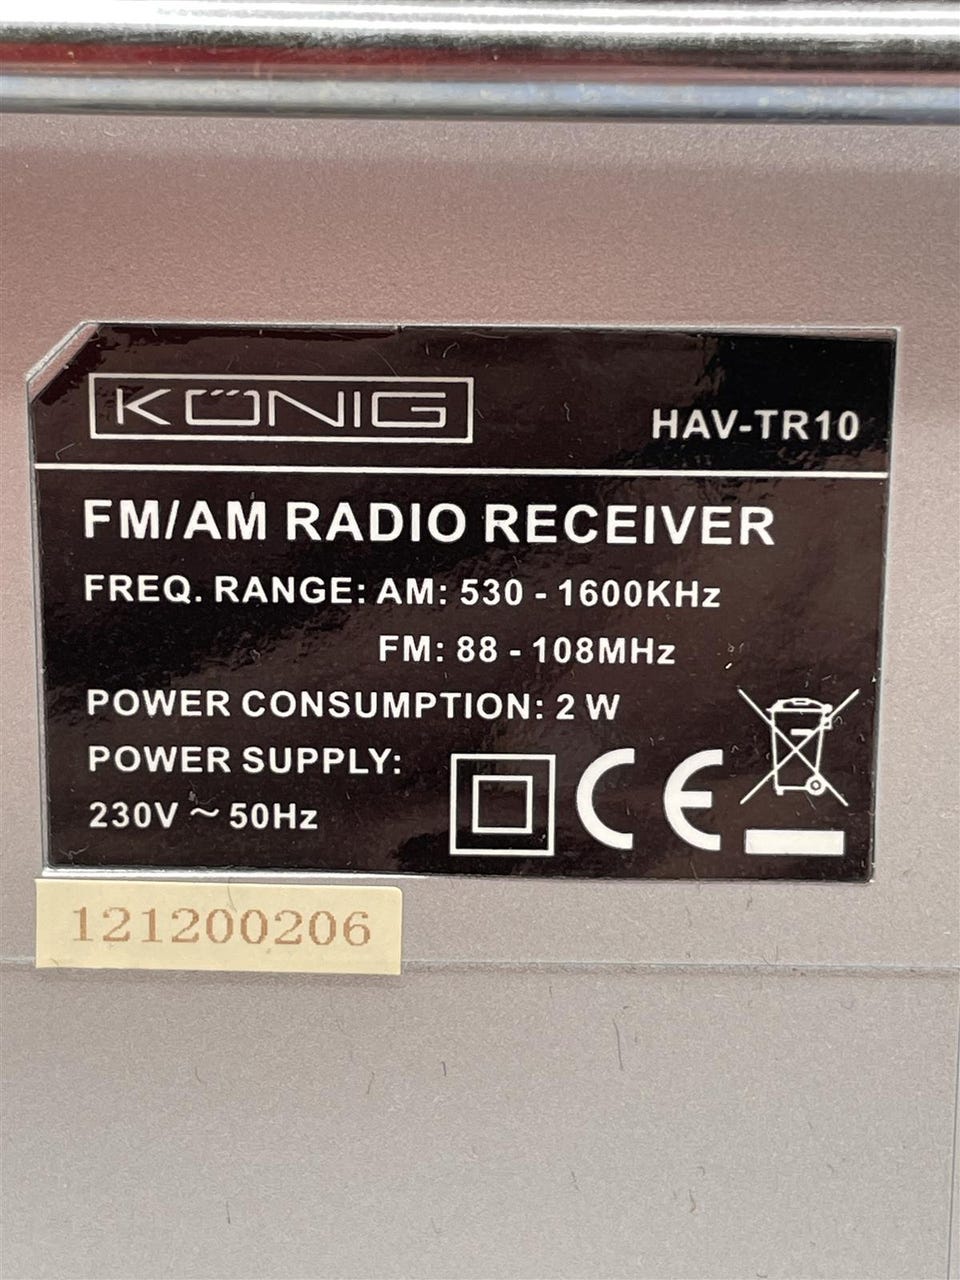 KÖNIG
HAV-TR10
FM/AM RADIO RECEIVER
FREQ. RANGE: AM: 530 - 1600KHz
FM: 88 - 108MHz
POWER CONSUMPTION: 2 W
POWER SUPPLY:
230V ~ 50Hz
CE
121200206